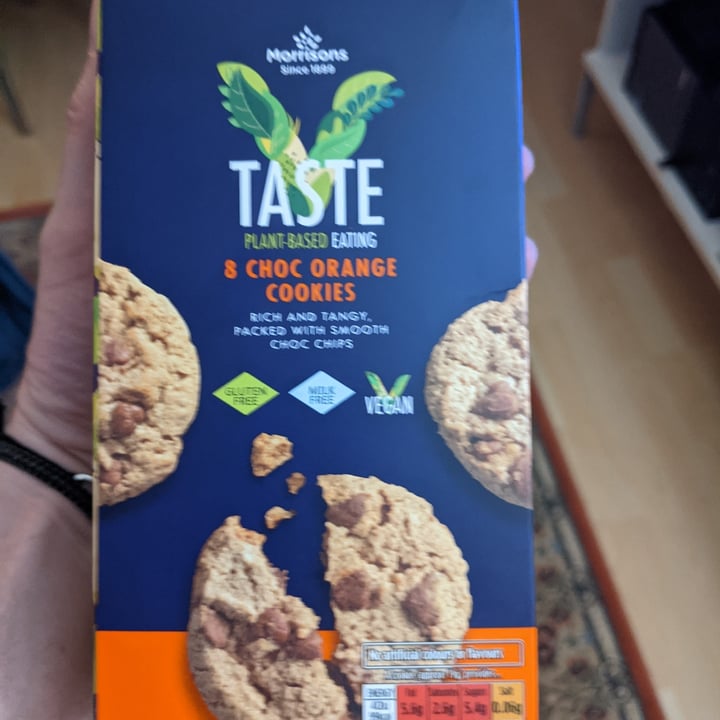 Morrisons
Since 1899
TASTE
PLANT-BASED EATING
8 CHOC ORANGE
COOKIES
RICH AND TANGY,
PACKED WITH SMOOTH
CHOC CHIPS
GLUTEN FREE
MILK FREE
VEGAN
No artificial colours or flavours
Fat Saturates Sugars Salt
5.6g 2.6g 5.4g 0.06g